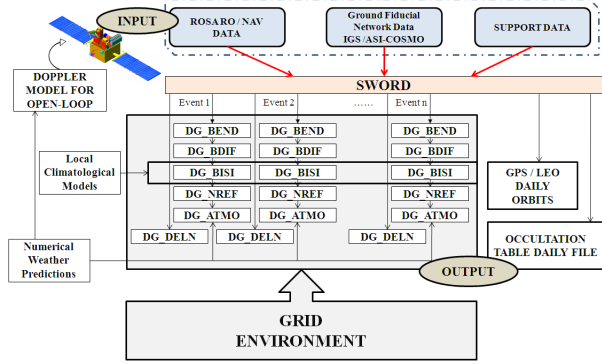 INPUT
ROSA RO / NAV
DATA
Ground Fiducial
Network Data
IGS /ASI-COSMO
SUPPORT DATA
DOPPLER
MODEL FOR
OPEN-LOOP
SWORD
Event 1
Event 2
......
Event n
DG_BEND
DG_BEND
DG_BEND
DG_BDIF
DG_BDIF
DG_BDIF
Local
Climatological
Models
DG_BISI
DG_BISI
DG_BISI
GPS / LEO
DAILY
ORBITS
DG_NREF
DG_NREF
DG_NREF
DG_ATMO
DG_ATMO
DG_ATMO
DG_DELN
DG_DELN
DG_DELN
Numerical
Weather
Predictions
OCCULTATION
TABLE DAILY FILE
OUTPUT
GRID
ENVIRONMENT